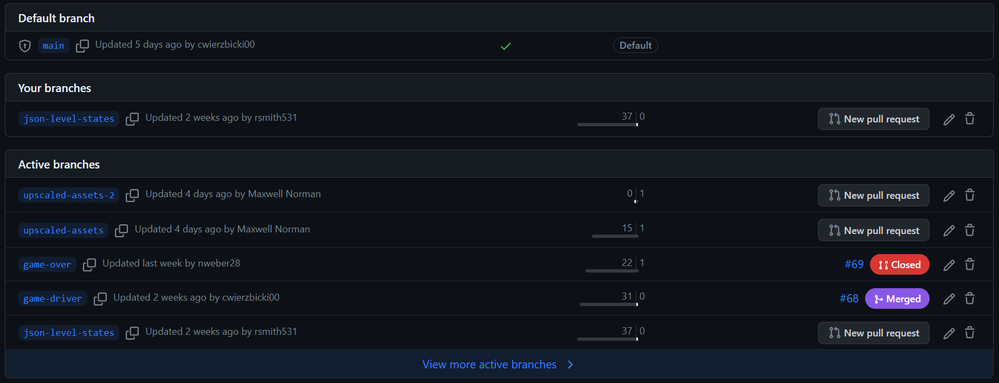 Default branch
main Updated 5 days ago by cwierzbicki00 Default
Your branches
json-level-states Updated 2 weeks ago by rsmith531 37 0 New pull request
Active branches
upscaled-assets-2 Updated 4 days ago by Maxwell Norman 0 1 New pull request
upscaled-assets Updated 4 days ago by Maxwell Norman 15 1 New pull request
game-over Updated last week by nweber28 22 1 #69 Closed
game-driver Updated 2 weeks ago by cwierzbicki00 31 0 #68 Merged
json-level-states Updated 2 weeks ago by rsmith531 37 0 New pull request
View more active branches